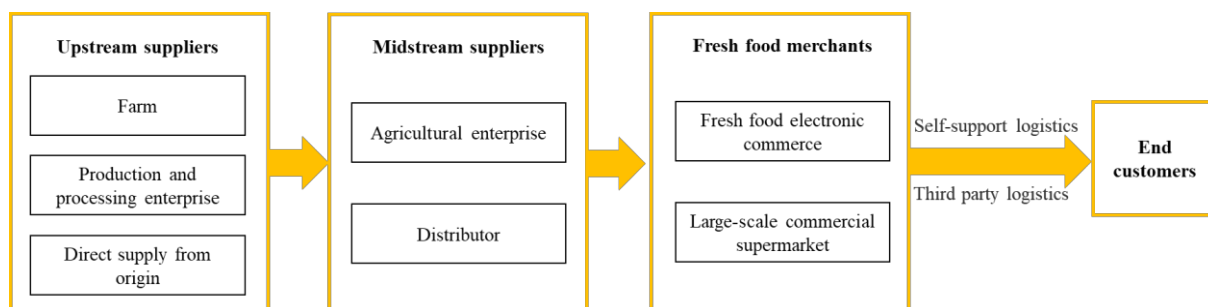 Upstream suppliers
Farm
Production and
processing enterprise
Direct supply from
origin
Midstream suppliers
Agricultural enterprise
Distributor
Fresh food merchants
Fresh food electronic
commerce
Large-scale commercial
supermarket
Self-support logistics
Third party logistics
End
customers